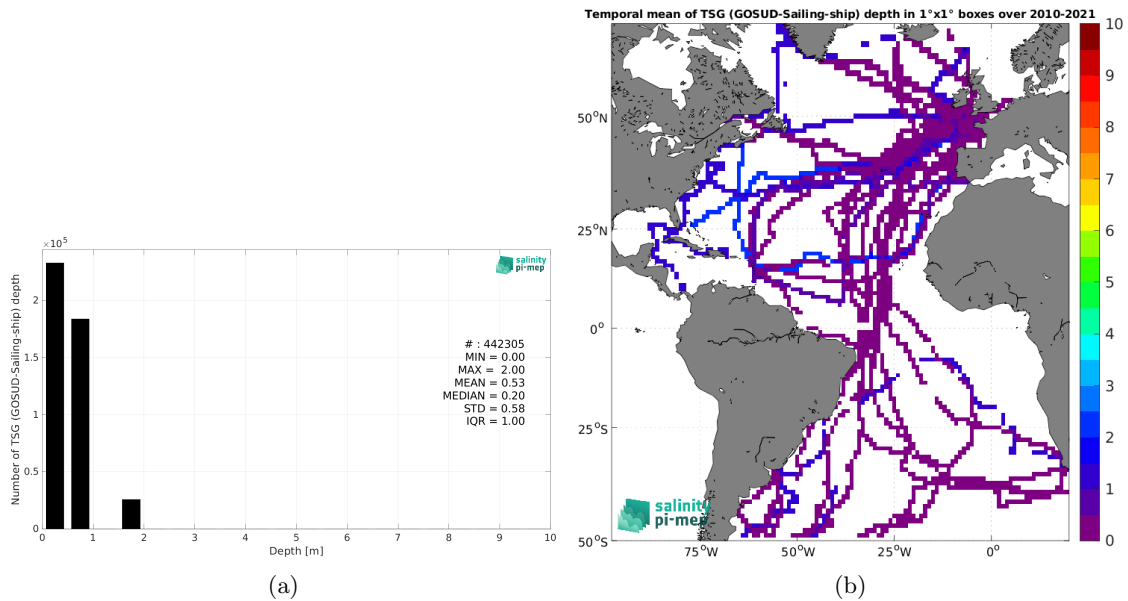 ×10⁵
2
1.5
1
0.5
0
Number of TSG (GOSUD-Sailing-ship) depth
salinity
pi-mep
# : 442305
MIN = 0.00
MAX = 2.00
MEAN = 0.53
MEDIAN = 0.20
STD = 0.58
IQR = 1.00
0 1 2 3 4 5 6 7 8 9 10
Depth [m]
(a)
Temporal mean of TSG (GOSUD-Sailing-ship) depth in 1°x1° boxes over 2010-2021
50°N
25°N
0°
25°S
50°S
75°W 50°W 25°W 0°
salinity
pi-mep
10
9
8
7
6
5
4
3
2
1
0
(b)